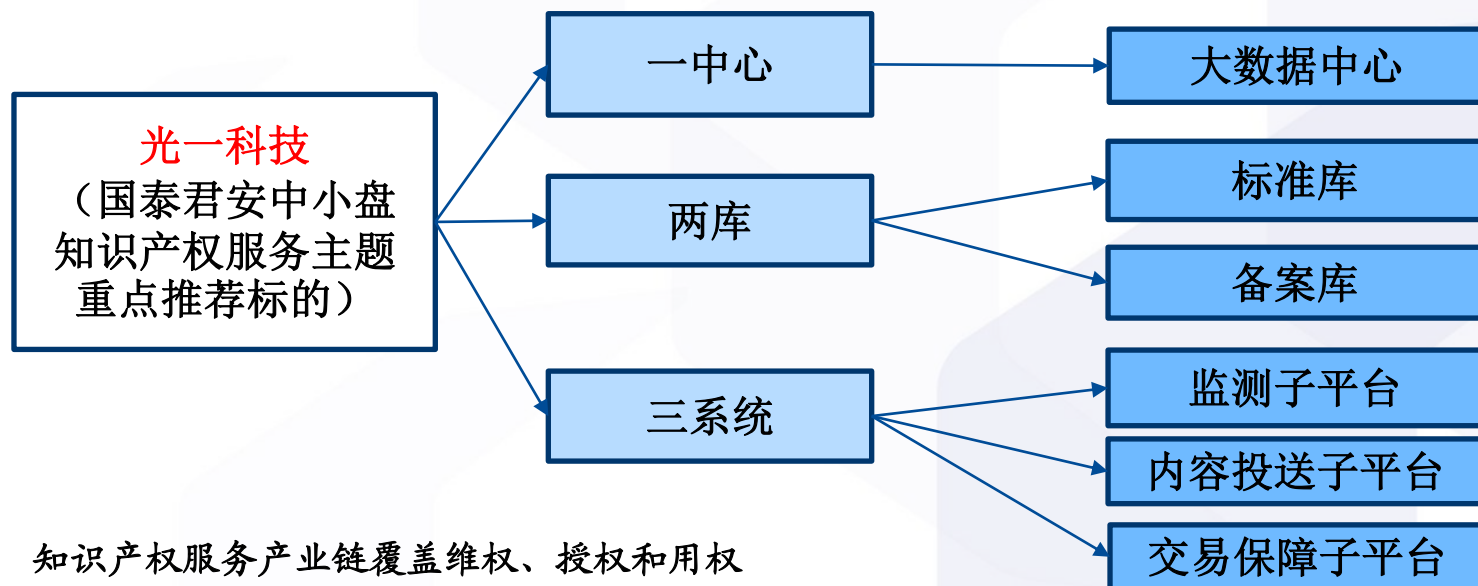 光一科技
（国泰君安中小盘
知识产权服务主题
重点推荐标的）
一中心
两库
三系统
大数据中心
标准库
备案库
监测子平台
内容投送子平台
交易保障子平台
知识产权服务产业链覆盖维权、授权和用权